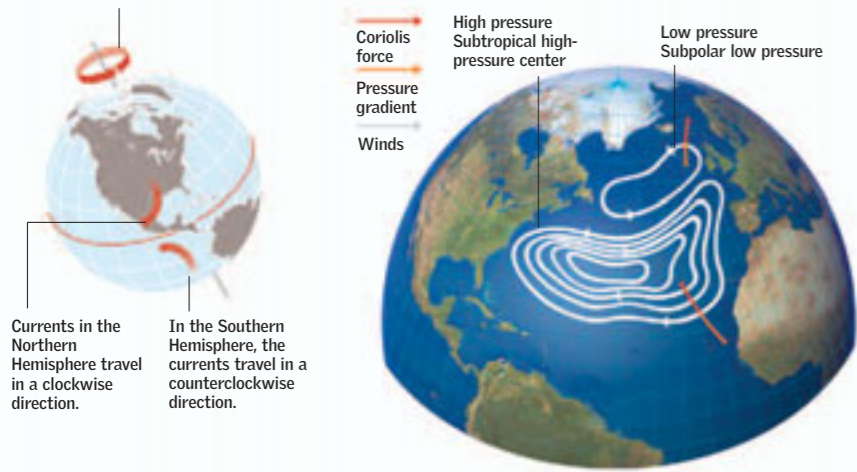 Coriolis
force
Pressure
gradient
Winds
High pressure
Subtropical high-
pressure center
Low pressure
Subpolar low pressure
Currents in the
Northern
Hemisphere travel
in a clockwise
direction.
In the Southern
Hemisphere, the
currents travel in a
counterclockwise
direction.